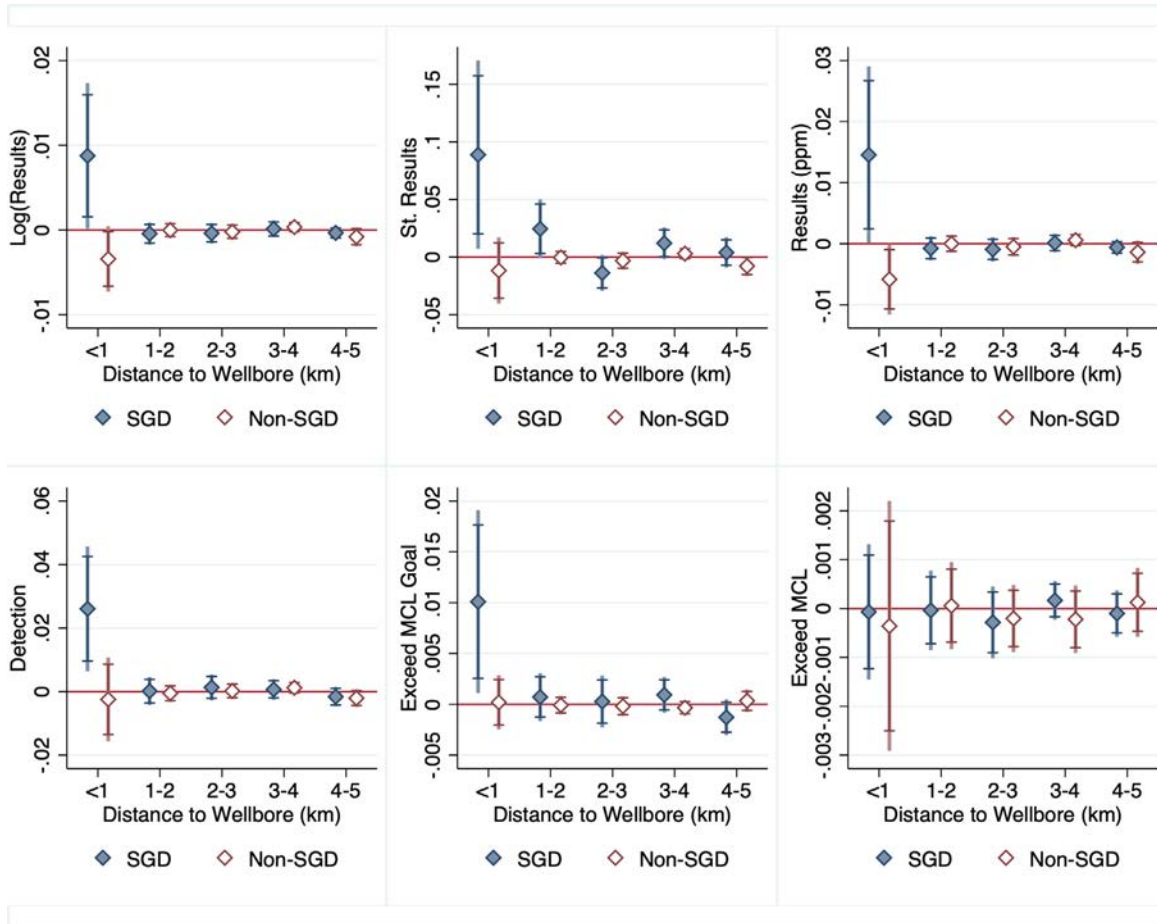 .02
.01
0
-.01
Log(Results)
<1 1-2 2-3 3-4 4-5
Distance to Wellbore (km)
SGD Non-SGD
.15
.1
.05
0
-.05
St. Results
<1 1-2 2-3 3-4 4-5
Distance to Wellbore (km)
SGD Non-SGD
.03
.02
.01
0
-.01
Results (ppm)
<1 1-2 2-3 3-4 4-5
Distance to Wellbore (km)
SGD Non-SGD
.06
.04
.02
0
-.02
Detection
<1 1-2 2-3 3-4 4-5
Distance to Wellbore (km)
SGD Non-SGD
.02
.015
.01
.005
0
-.005
Exceed MCL Goal
<1 1-2 2-3 3-4 4-5
Distance to Wellbore (km)
SGD Non-SGD
.002
.001
0
-.001
-.002
-.003
Exceed MCL
<1 1-2 2-3 3-4 4-5
Distance to Wellbore (km)
SGD Non-SGD